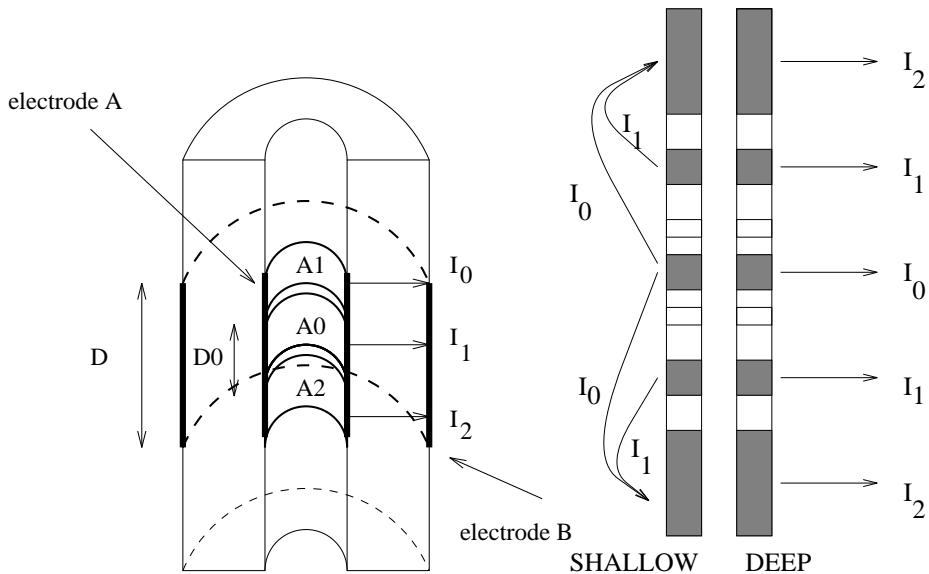 electrode A
A1
A0
A2
D
D0
I_0
I_1
I_2
electrode B
I_1
I_0
I_0
I_1
I_2
I_1
I_0
I_1
I_2
SHALLOW
DEEP